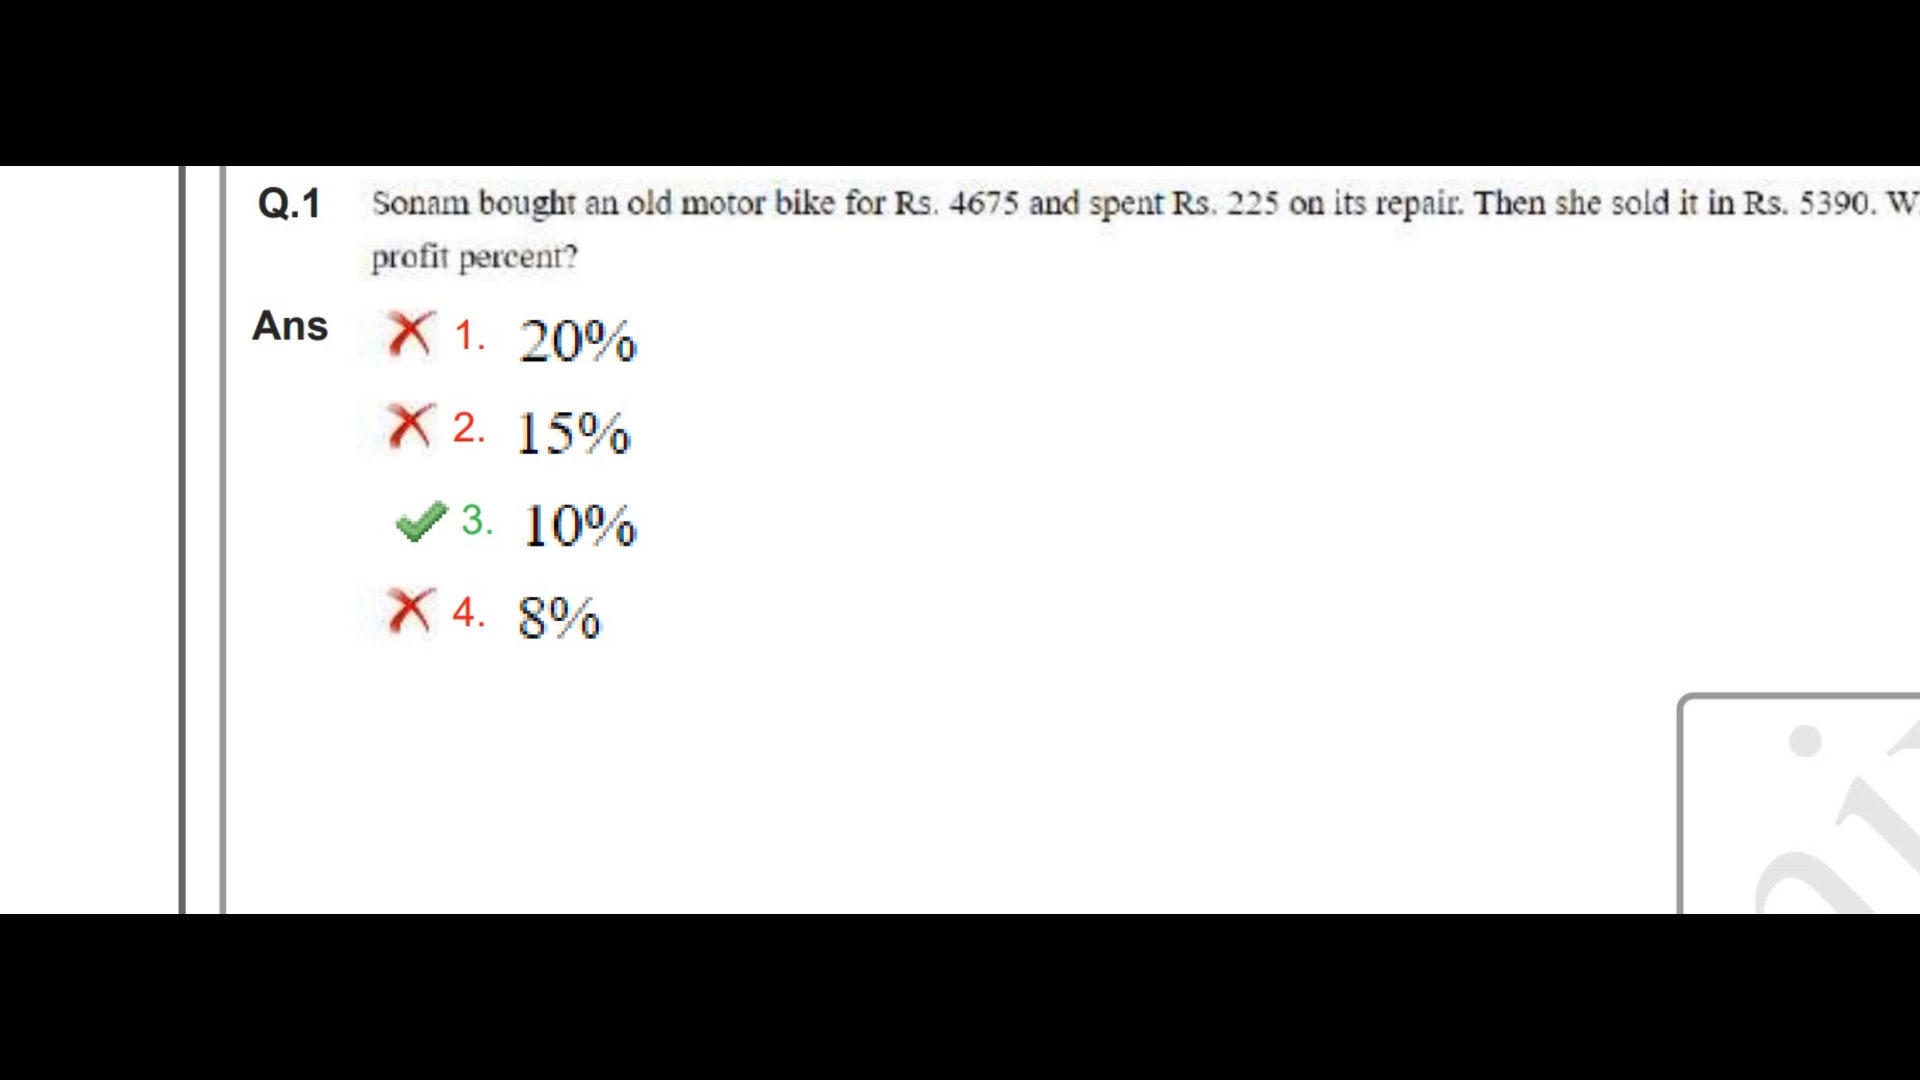 Q.1 Sonam bought an old motor bike for Rs. 4675 and spent Rs. 225 on its repair. Then she sold it in Rs. 5390.
profit percent?
Ans 1. 20%
2. 15%
3. 10%
4. 8%